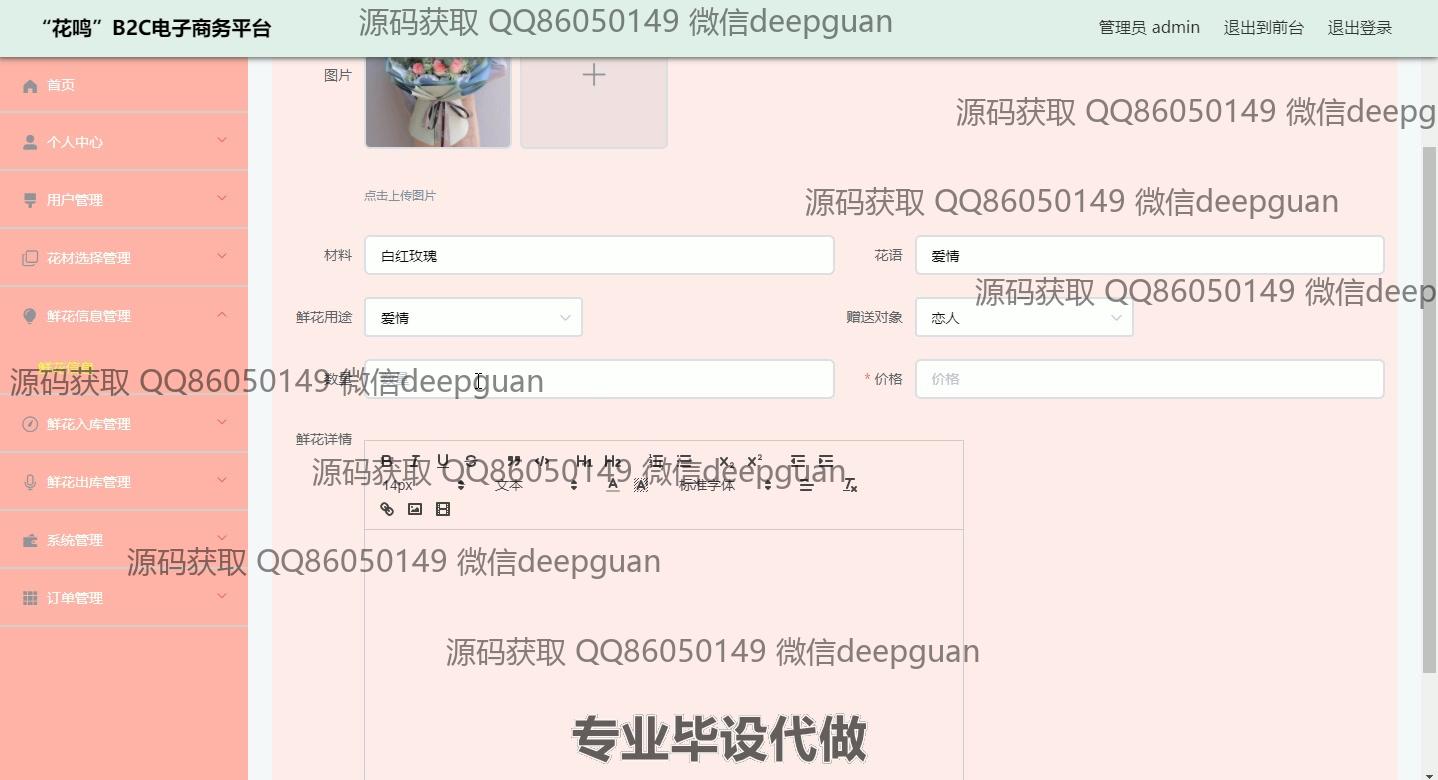 “花鸣”B2C电子商务平台
源码获取 QQ86050149 微信deepguan
管理员 admin
退出到前台
退出登录
首页
个人中心
用户管理
花材选择管理
鲜花信息管理
鲜花信息
鲜花入库管理
鲜花出库管理
系统管理
订单管理
图片
源码获取 QQ86050149 微信deepg
点击上传图片
源码获取 QQ86050149 微信deepguan
材料
白红玫瑰
花语
爱情
源码获取 QQ86050149 微信deep
鲜花用途
爱情
赠送对象
恋人
源码获取 QQ86050149 微信deepguan
数量
数量
* 价格
价格
鲜花详情
B I U S ” </> H1 H2 X2 X2
源码获取 QQ86050149 微信deepguan
14px
文本
A A
标准字体
Tx
源码获取 QQ86050149 微信deepguan
源码获取 QQ86050149 微信deepguan
专业毕设代做